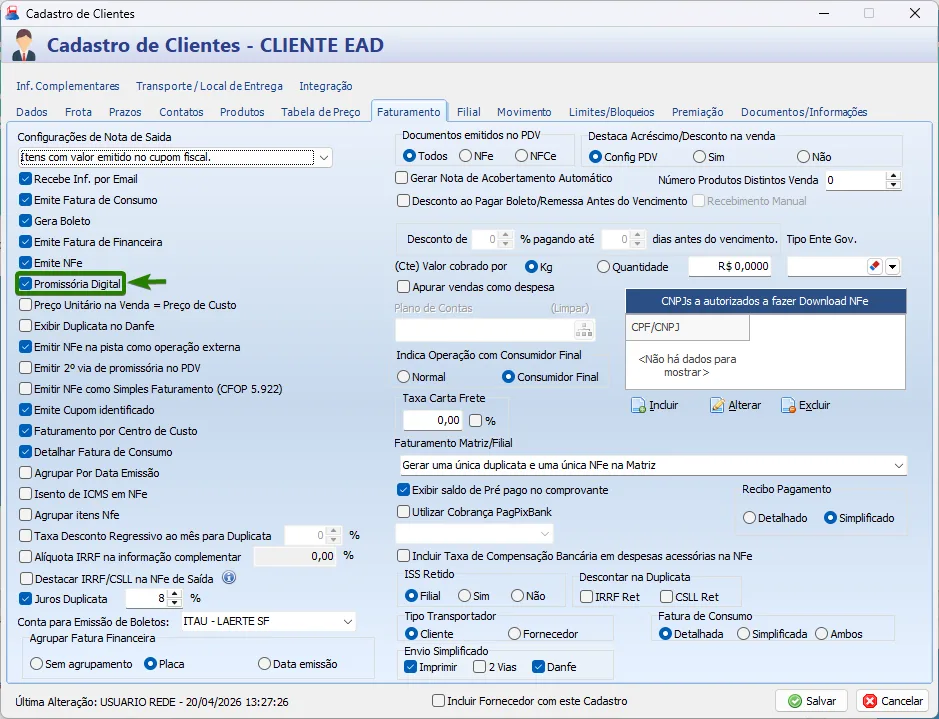 Cadastro de Clientes
Cadastro de Clientes - CLIENTE EAD
Inf. Complementares Transporte / Local de Entrega Integração
Dados Frota Prazos Contatos Produtos Tabela de Preço Faturamento Filial Movimento Limites/Bloqueios Premiação Documentos/Informações
Configurações de Nota de Saida
Itens com valor emitido no cupom fiscal.
Recebe Inf. por Email
Emite Fatura de Consumo
Gera Boleto
Emite Fatura de Financeira
Emite NFe
Promissória Digital
Preço Unitário na Venda = Preço de Custo
Exibir Duplicata no Danfe
Emitir NFe na pista como operação externa
Emitir 2º via de promissória no PDV
Emitir NFe como Simples Faturamento (CFOP 5.922)
Emite Cupom identificado
Faturamento por Centro de Custo
Detalhar Fatura de Consumo
Agrupar Por Data Emissão
Isento de ICMS em NFe
Agrupar itens Nfe
Taxa Desconto Regressivo ao mês para Duplicata 0 %
Alíquota IRRF na informação complementar 0,00 %
Destacar IRRF/CSLL na NFe de Saída
Juros Duplicata 8 %
Conta para Emissão de Boletos: ITAU - LAERTE SF
Agrupar Fatura Financeira
Sem agrupamento Placa Data emissão
Documentos emitidos no PDV
Todos NFe NFCe
Destaca Acréscimo/Desconto na venda
Config PDV Sim Não
Gerar Nota de Acobertamento Automático
Número Produtos Distintos Venda 0
Desconto ao Pagar Boleto/Remessa Antes do Vencimento Recebimento Manual
Desconto de 0 % pagando até 0 dias antes do vencimento. Tipo Ente Gov.
(Cte) Valor cobrado por Kg Quantidade R$ 0,0000
Apurar vendas como despesa
Plano de Contas (Limpar)
CNPJs a autorizados a fazer Download NFe
CPF/CNPJ
<Não há dados para
mostrar>
Incluir Alterar Excluir
Indica Operação com Consumidor Final
Normal Consumidor Final
Taxa Carta Frete
0,00 %
Faturamento Matriz/Filial
Gerar uma única duplicata e uma única NFe na Matriz
Exibir saldo de Pré pago no comprovante
Utilizar Cobrança PagPixBank
Recibo Pagamento
Detalhado Simplificado
Incluir Taxa de Compensação Bancária em despesas acessórias na NFe
ISS Retido
Filial Sim Não
Descontar na Duplicata
IRRF Ret CSLL Ret
Tipo Transportador
Cliente Fornecedor
Fatura de Consumo
Detalhada Simplificada Ambos
Envio Simplificado
Imprimir 2 Vias Danfe
Última Alteração: USUARIO REDE - 20/04/2026 13:27:26
Incluir Fornecedor com este Cadastro
Salvar Cancelar